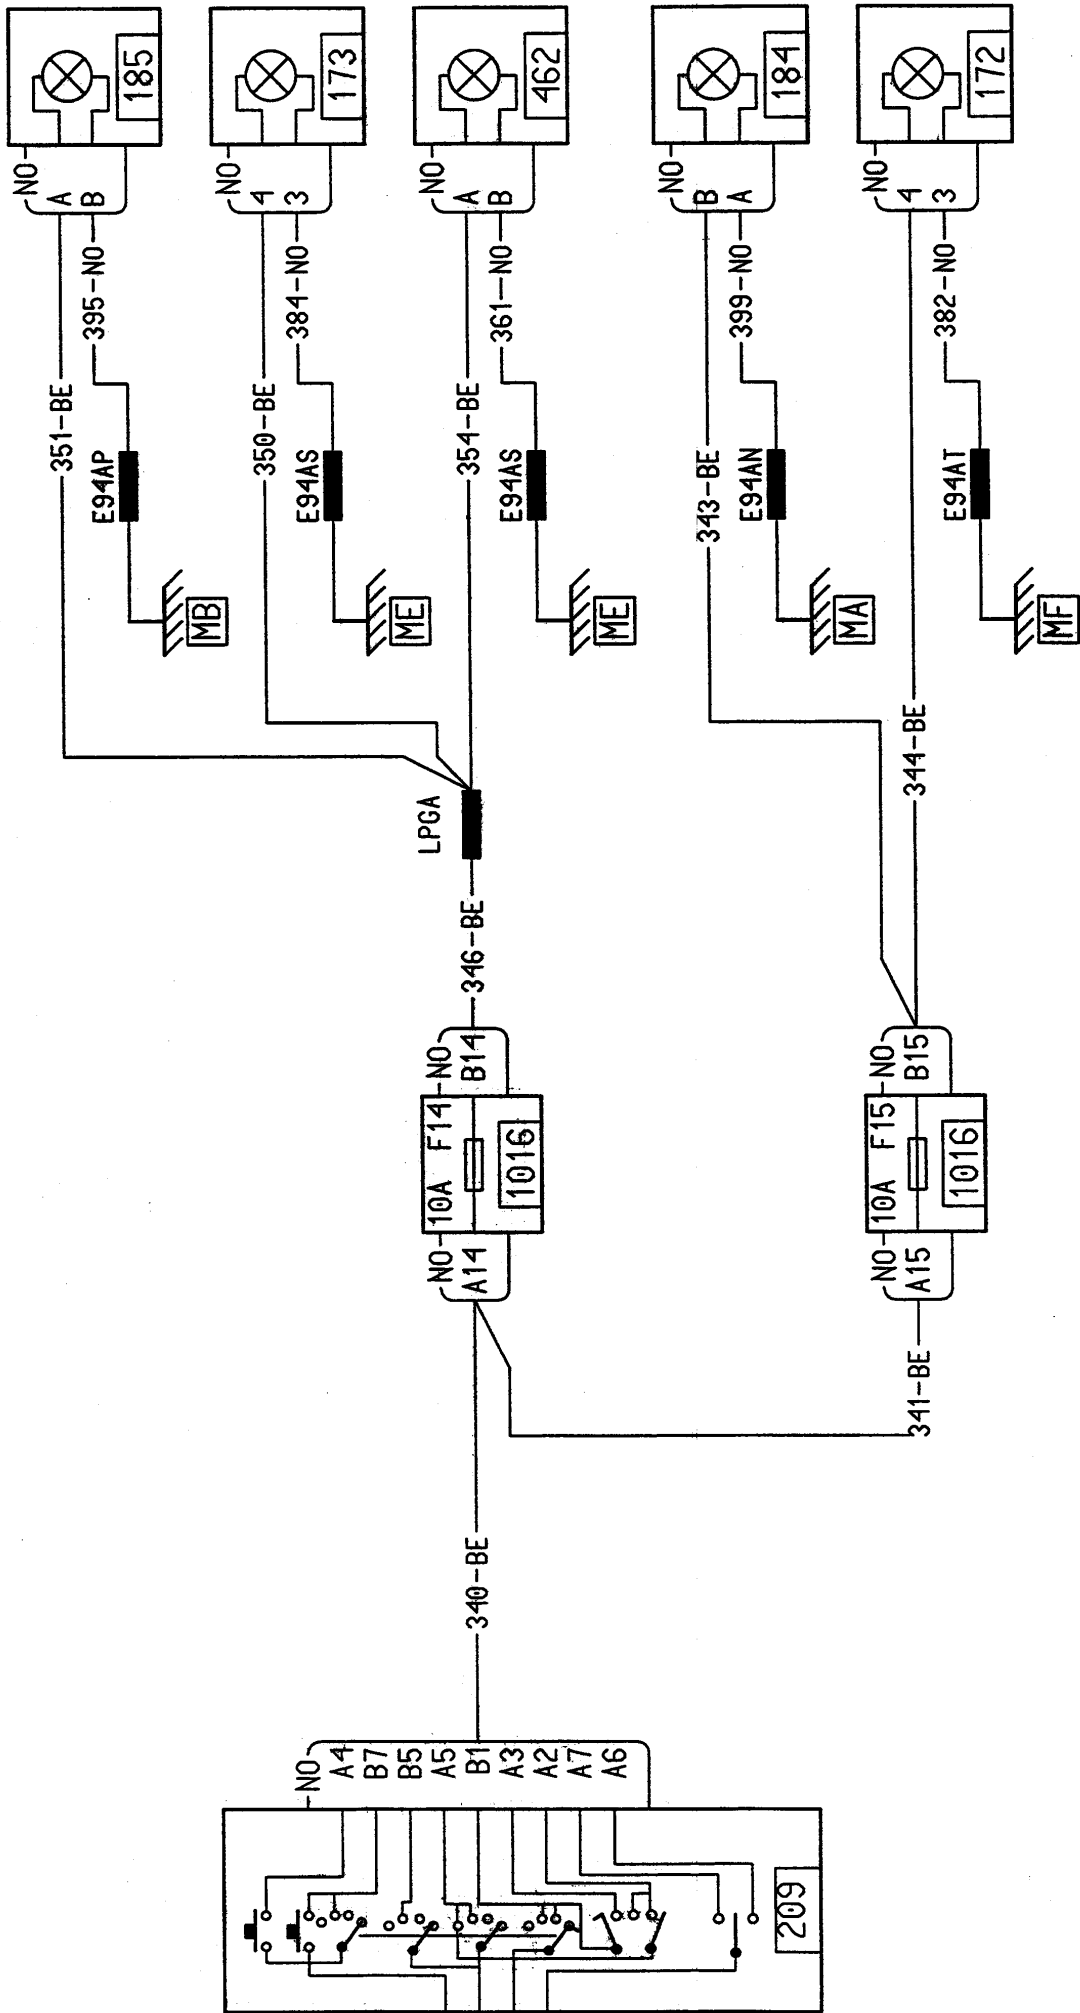 185
173
462
184
172
NO
A
B
NO
4
3
NO
A
B
NO
B
A
NO
4
3
351-BE
395-NO
350-BE
384-NO
354-BE
361-NO
343-BE
399-NO
344-BE
382-NO
E94AP
E94AS
E94AS
E94AN
E94AT
MB
ME
ME
MA
MF
LPGA
346-BE
NO
B14
10A F14
1016
NO
A14
NO
B15
10A F15
1016
NO
A15
341-BE
340-BE
NO
A4
B7
B5
A5
B1
A3
A2
A7
A6
209